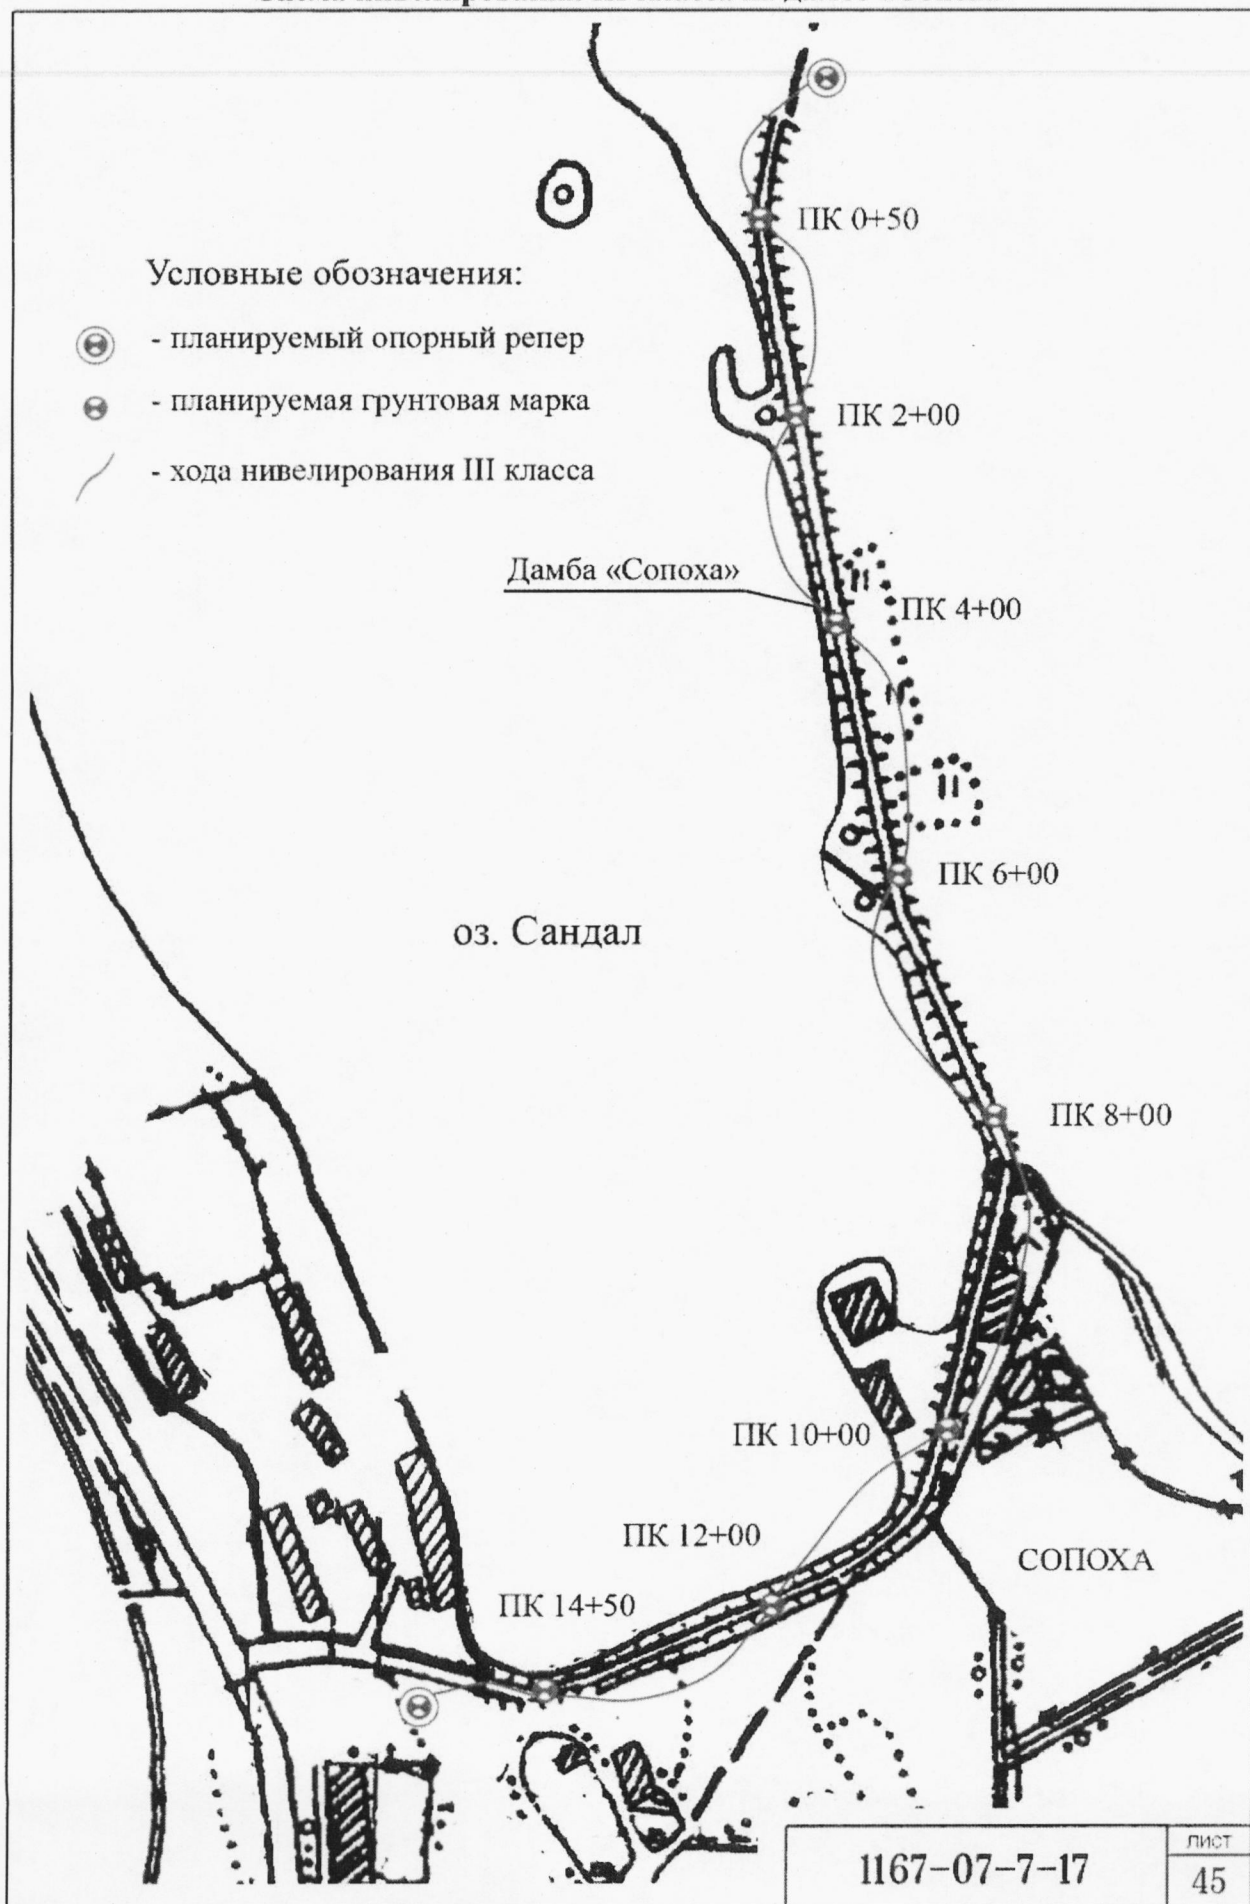 ПК 0+50
Условные обозначения:
- планируемый опорный репер
- планируемая грунтовая марка
- хода нивелирования III класса
ПК 2+00
Дамба «Сопоха»
ПК 4+00
ПК 6+00
оз. Сандал
ПК 8+00
ПК 10+00
ПК 12+00
СОПОХА
ПК 14+50
1167-07-7-17
лист
45